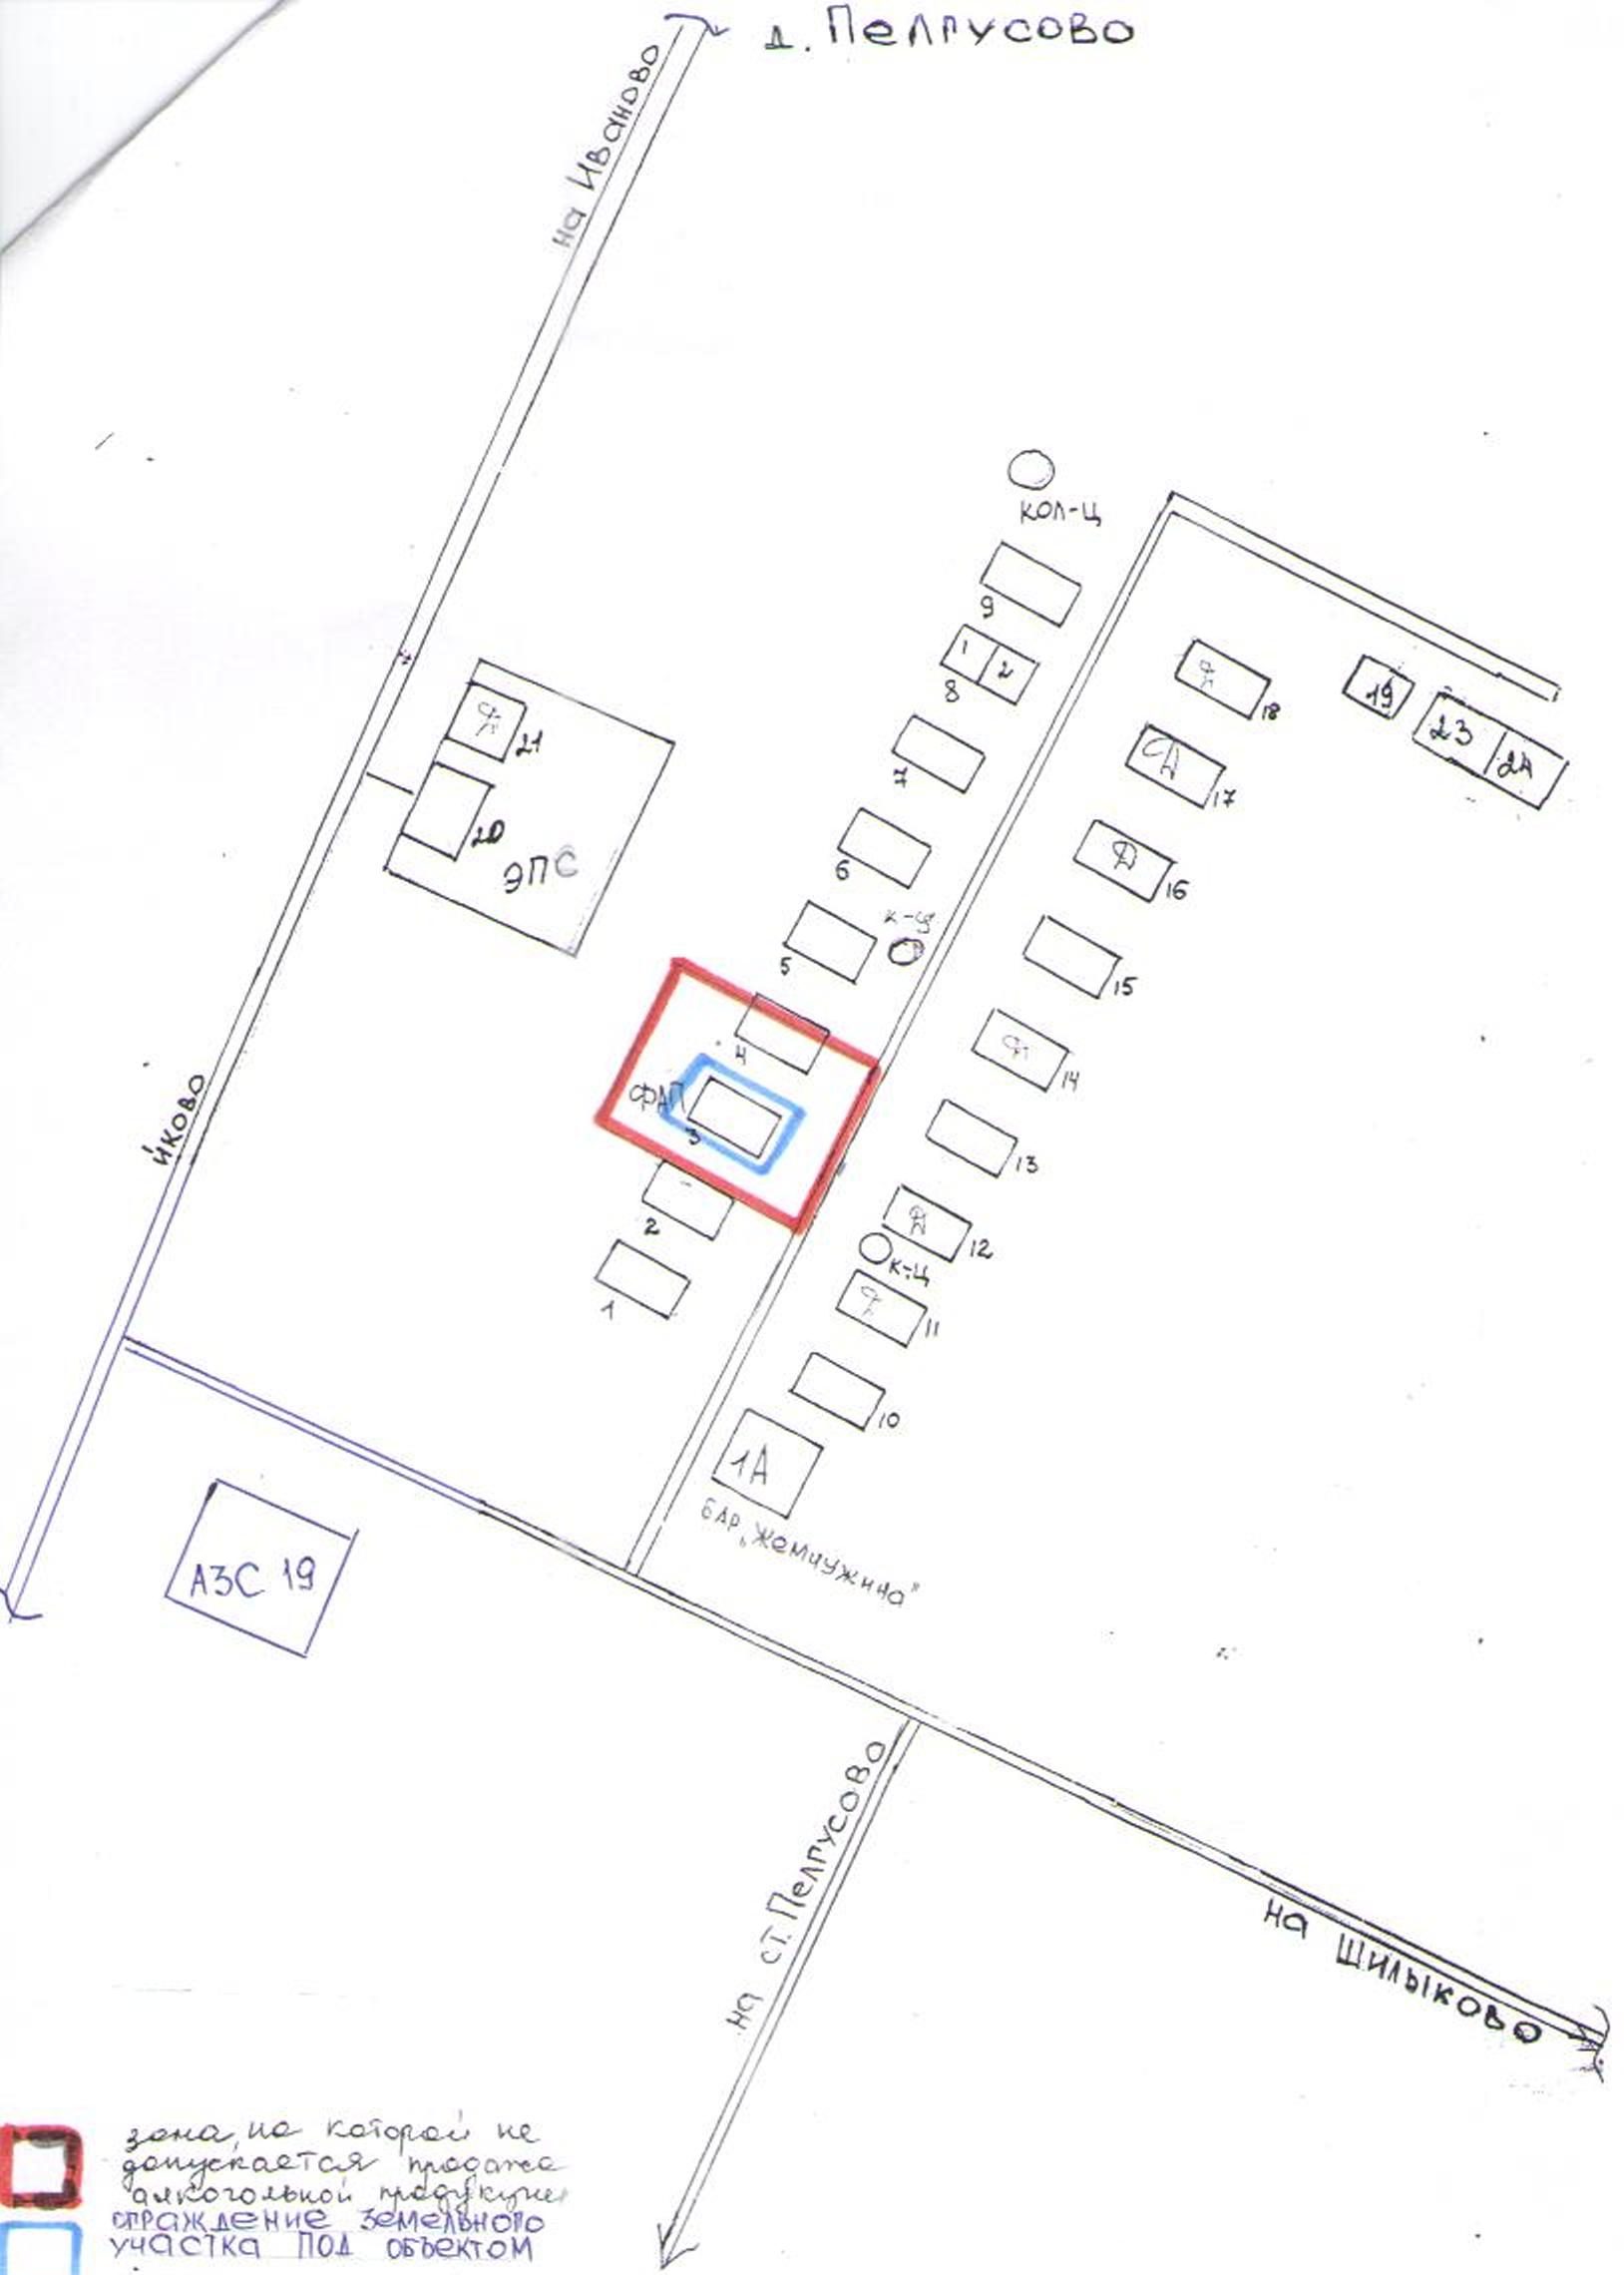 д. Пелгусово
на Иваново
кол-ц
9
1 2
8
18
19
23 24
21
7
17
20
ЭПС
6
16
к-ц
5
15
4
14
ФАП
3
йково
13
2
12
к-ц
1
11
10
1А
БАР „Жемчужина"
АЗС 19
на ст. Пелгусово
на Шилыково
зона, на которой не
допускается продажа
алкогольной продукции
ограждение земельного
участка под объектом